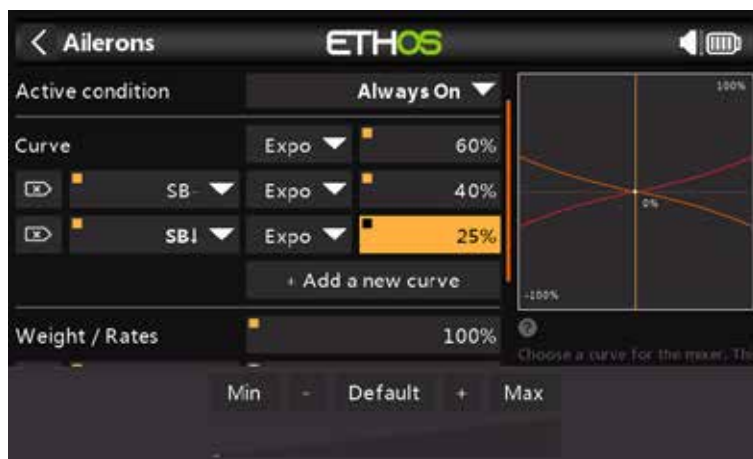 Ailerons ETHOS
Active condition Always On
Curve Expo 60%
SB- Expo 40%
SB↓ Expo 25%
+ Add a new curve
Weight / Rates 100%
100%
0%
-100%
?
Choose a curve for the mixer. Thi
Min - Default + Max